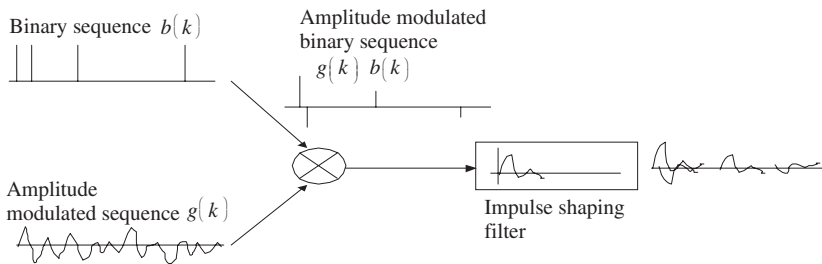 Binary sequence b(k)
Amplitude modulated
binary sequence
g(k) b(k)
Amplitude
modulated sequence g(k)
Impulse shaping
filter